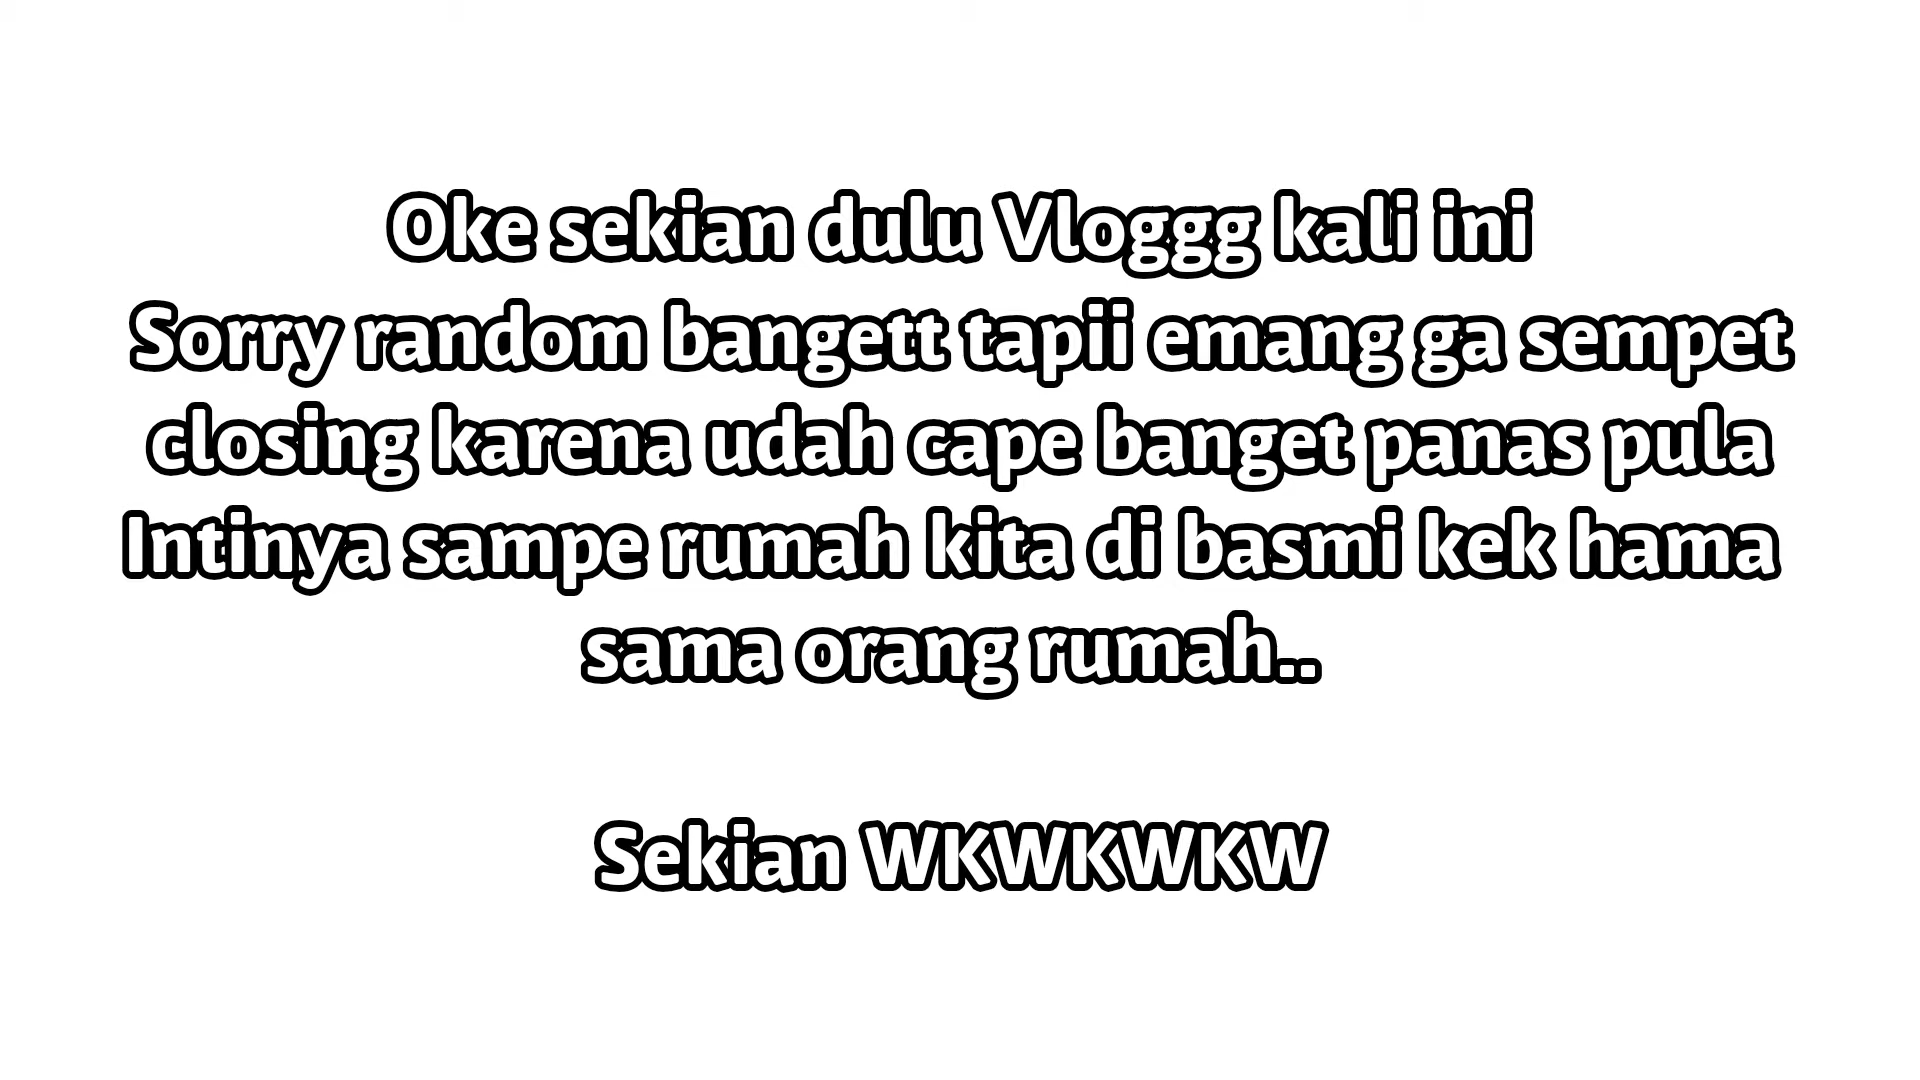 Oke sekian dulu Vloggg kali ini
Sorry random bangett tapii emang ga sempet
closing karena udah cape banget panas pula
Intinya sampe rumah kita di basmi kek hama
sama orang rumah..
Sekian WKWKWKW